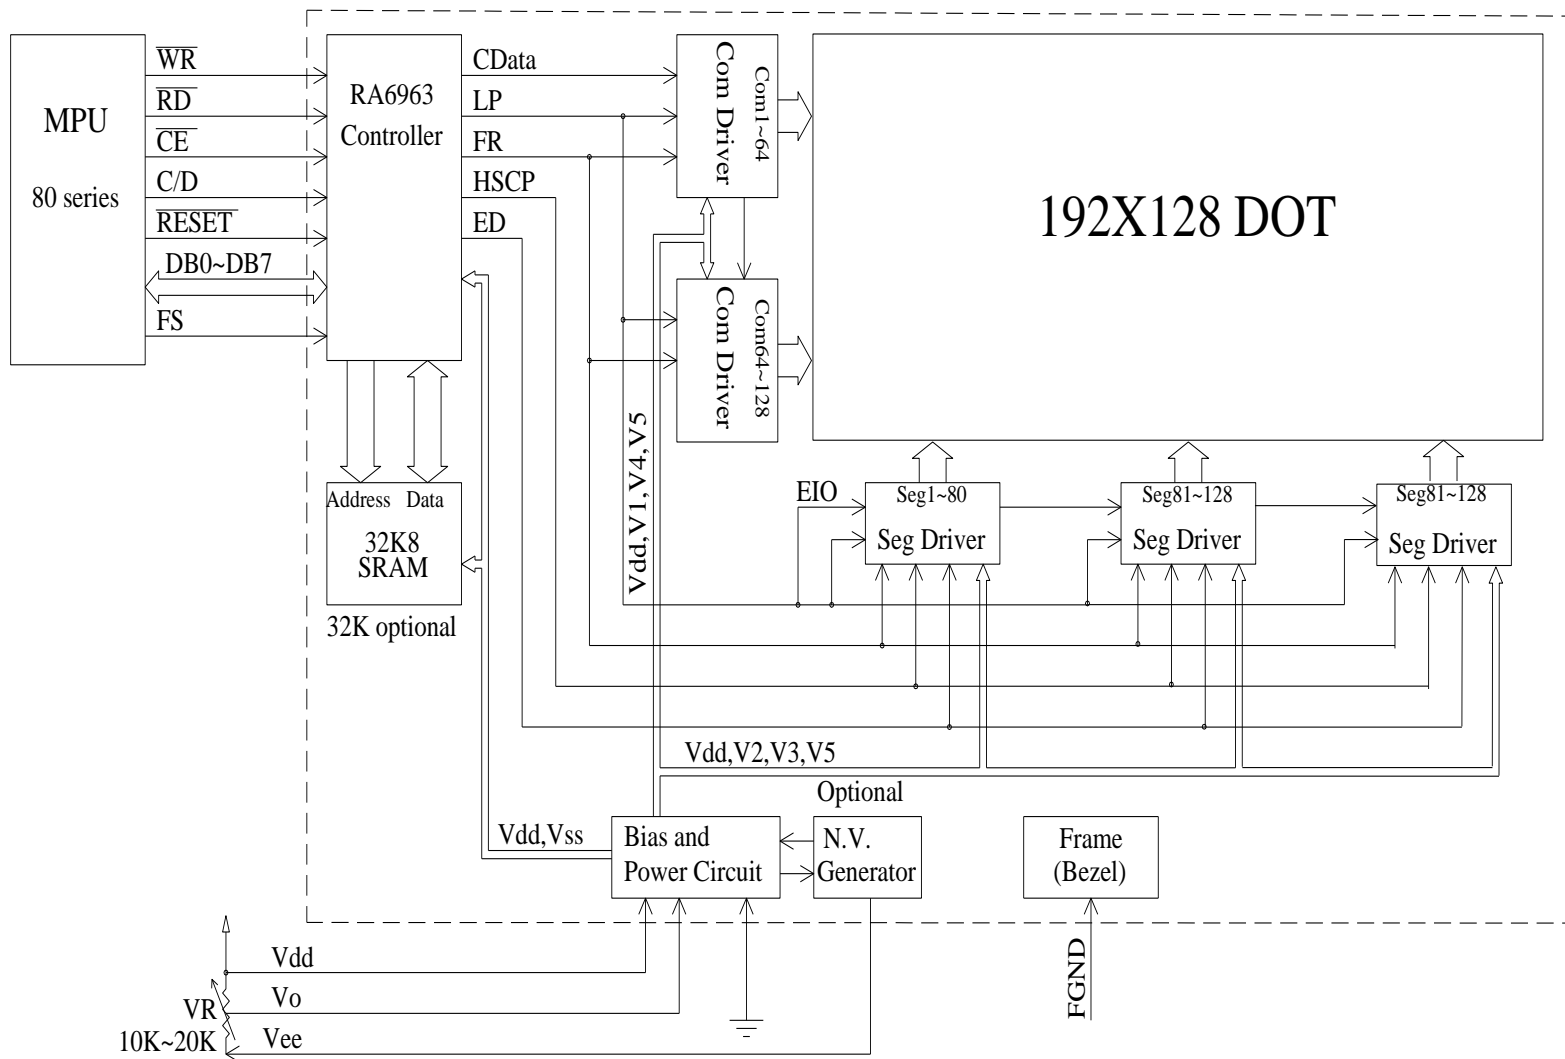 MPU
80 series
WR
RD
CE
C/D
RESET
DB0~DB7
FS
RA6963
Controller
CData
LP
FR
HSCP
ED
Com Driver
Com1~64
Com Driver
Com64~128
192X128 DOT
Address Data
32K8
SRAM
32K optional
Vdd,V1,V4,V5
EIO
Seg1~80
Seg Driver
Seg81~128
Seg Driver
Seg81~128
Seg Driver
Vdd,V2,V3,V5
Optional
Vdd,Vss
Bias and
Power Circuit
N.V.
Generator
Frame
(Bezel)
FGND
Vdd
VR
Vo
10K~20K
Vee